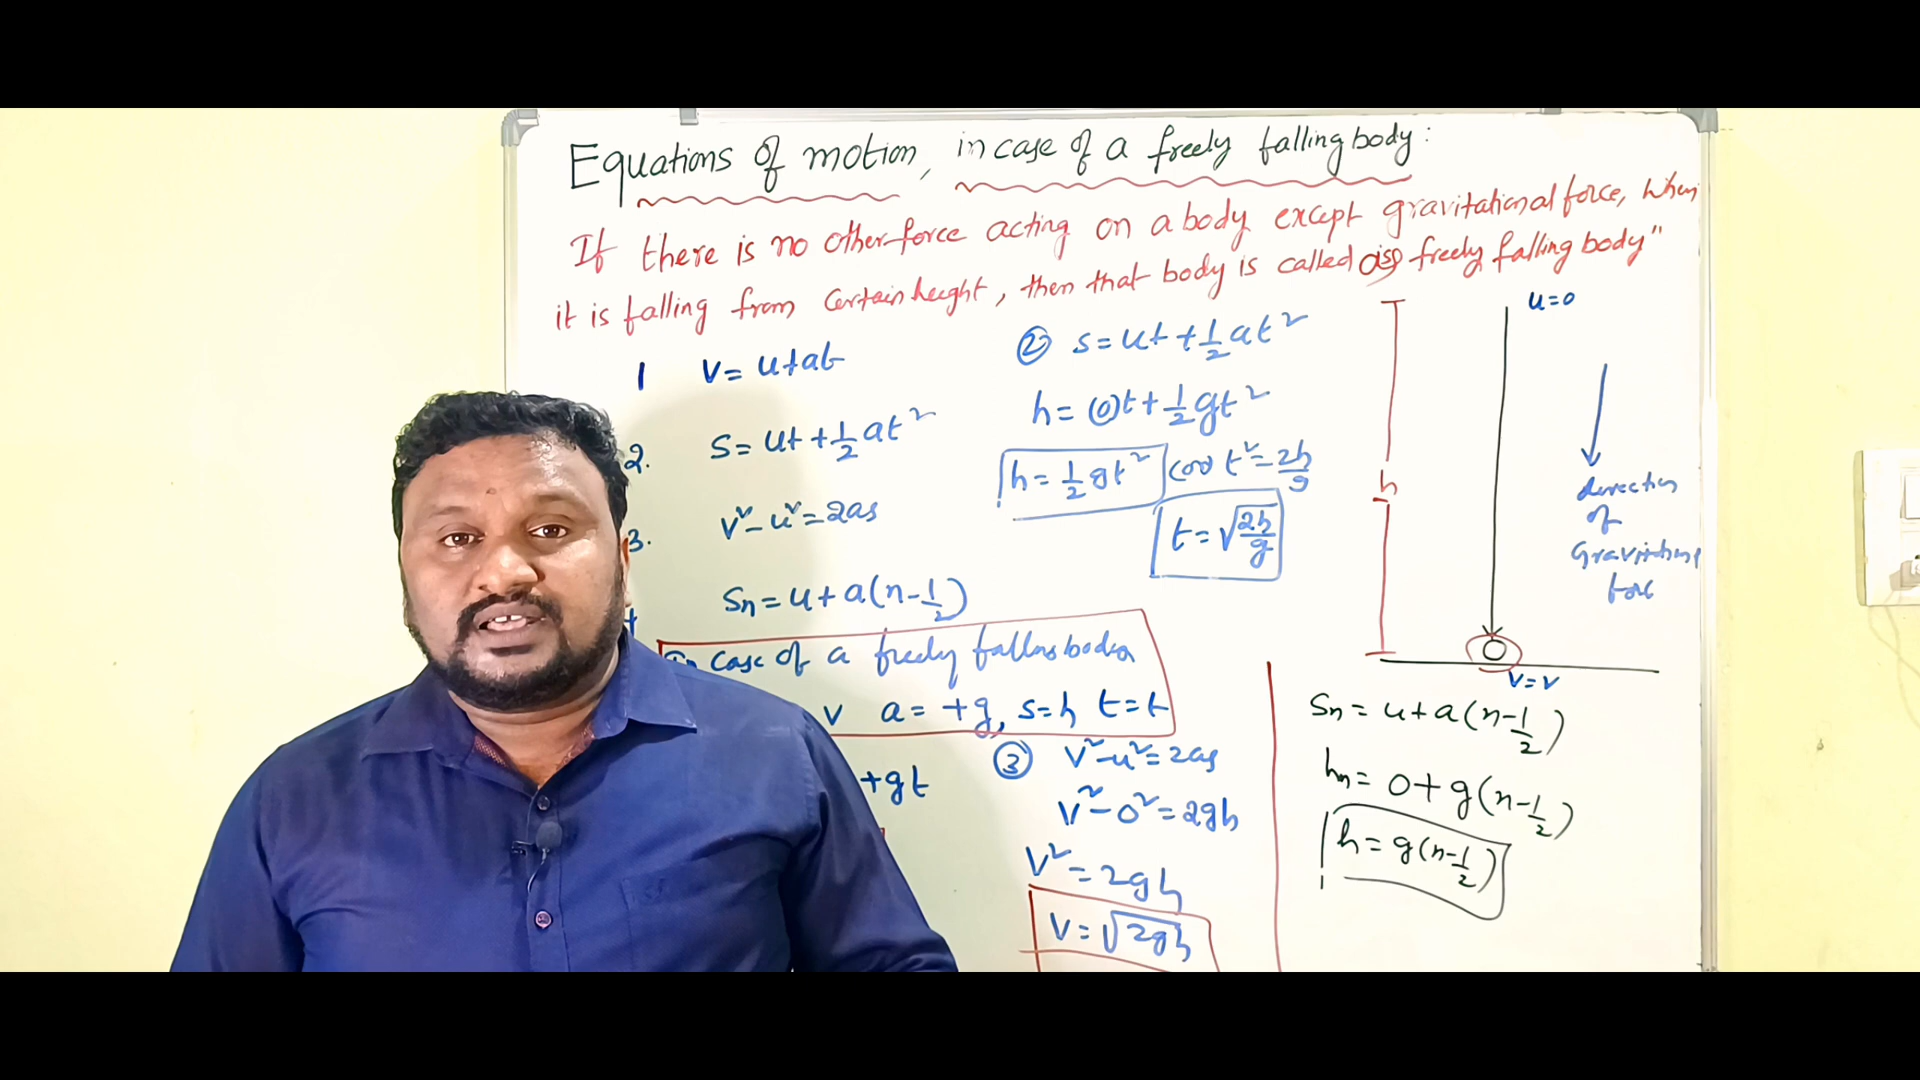 Equations of motion, in case of a freely falling body:
If there is no other force acting on a body except gravitational force, when
it is falling from certain height, then that body is called freely falling body"
1 v = u+at
2. s = ut + 1/2 at²
3. v² - u² = 2as
Sn = u + a(n - 1/2)
In case of a freely falling
v a = +g, s=h t=t
+gt
② s = ut + 1/2 at²
h = (0)t + 1/2 gt²
h = 1/2 gt² (or) t² = 2h/g
t = √2h/g
③ v² - u² = 2as
v² - 0² = 2gh
v² = 2gh
v = √2gh
u=0
h
direction
of
force
v=v
Sn = u + a(n - 1/2)
hn = 0 + g(n - 1/2)
h = g(n - 1/2)